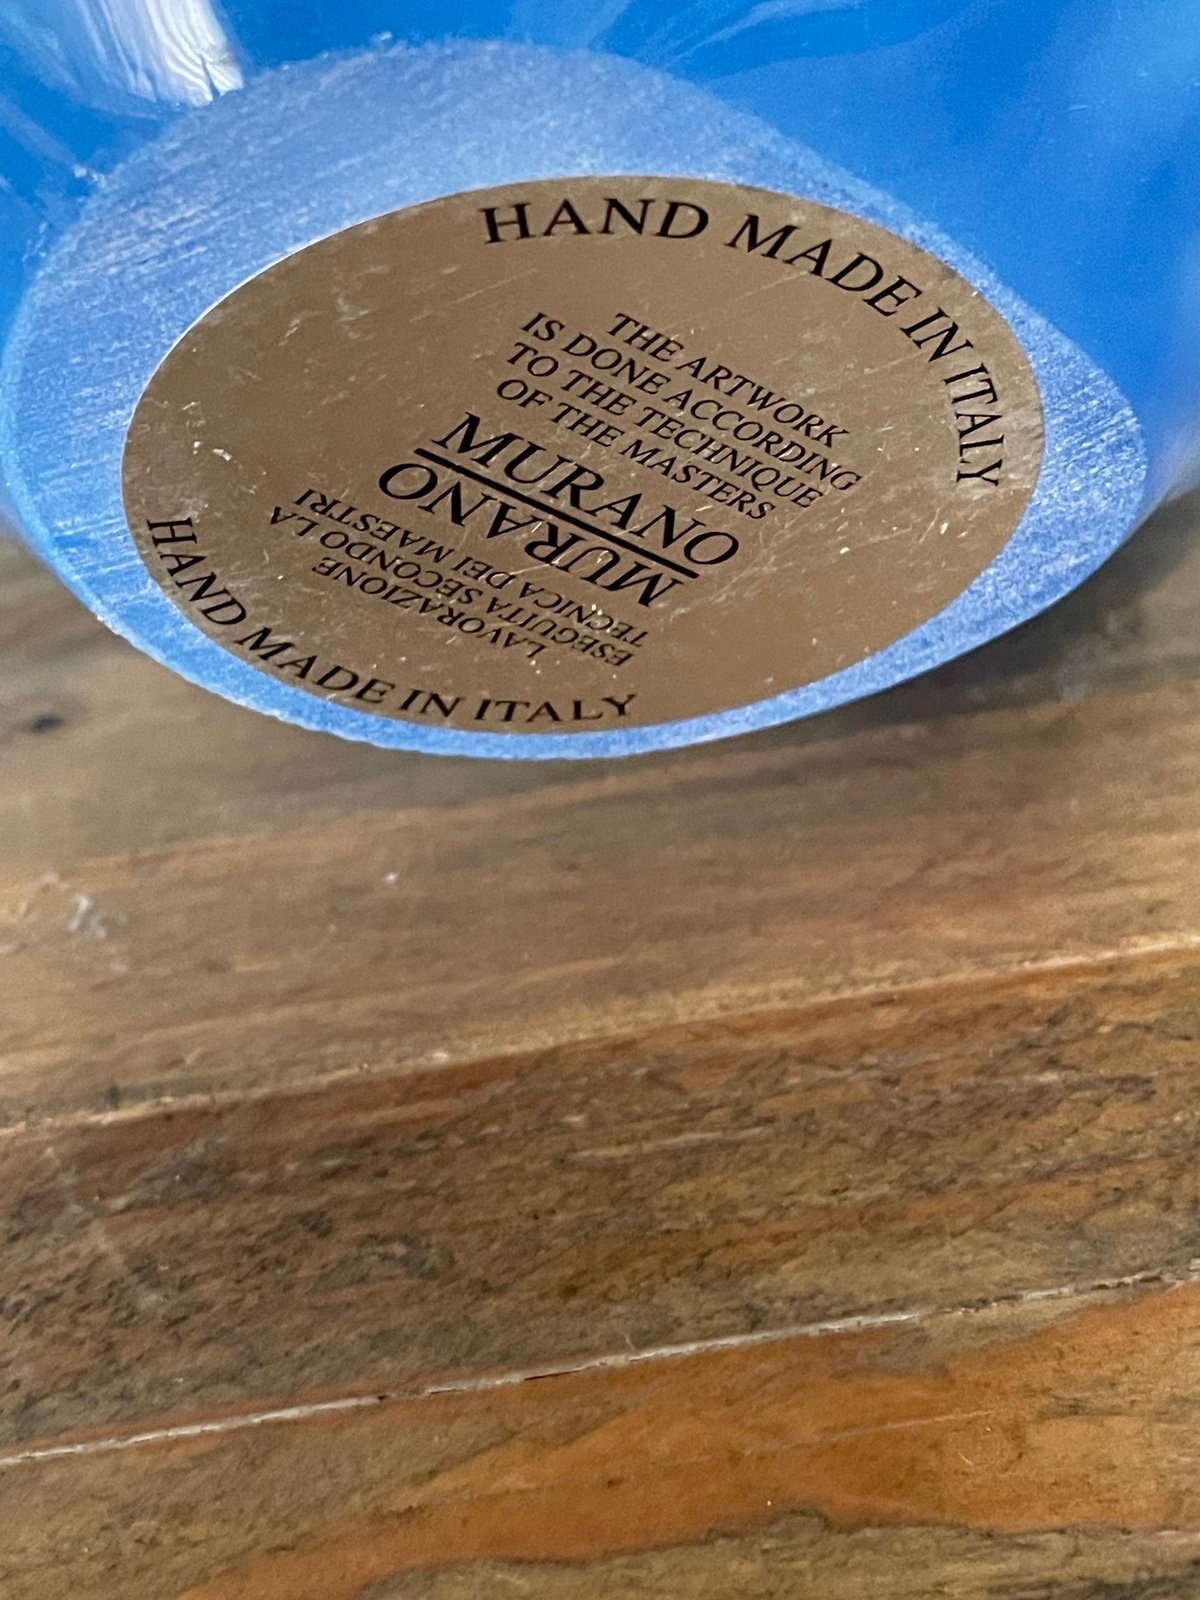 HAND MADE IN ITALY
THE ARTWORK
IS DONE ACCORDING
TO THE TECHNIQUE
OF THE MASTERS
MURANO
MURANO
LAVORAZIONE
ESEGUITA SECONDO LA
TECNICA DEI MAESTRI
HAND MADE IN ITALY